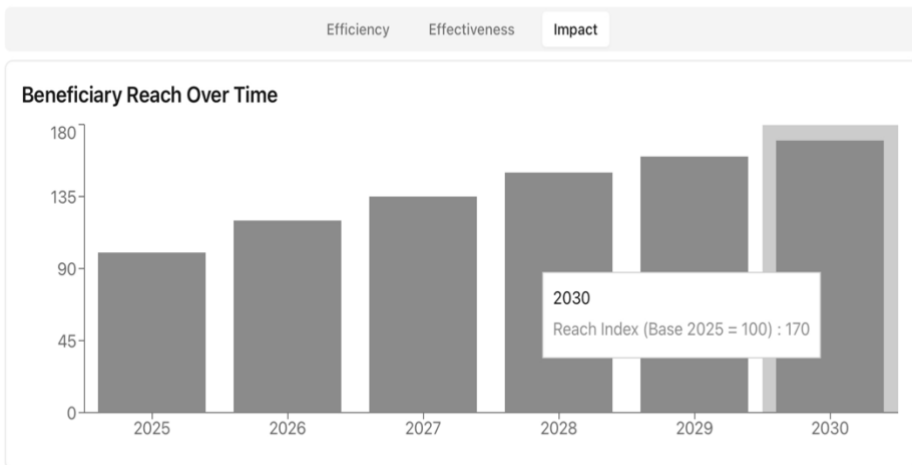 Efficiency Effectiveness Impact
Beneficiary Reach Over Time
180
135
90
45
0
2030
Reach Index (Base 2025 = 100) : 170
2025 2026 2027 2028 2029 2030